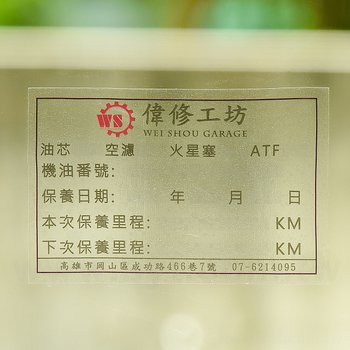 WS 偉修工坊
WEI SHOU GARAGE
油芯 空濾 火星塞 ATF
機油番號:
保養日期: 年 月 日
本次保養里程: KM
下次保養里程: KM
高雄市岡山區成功路466巷7號 07-6214095